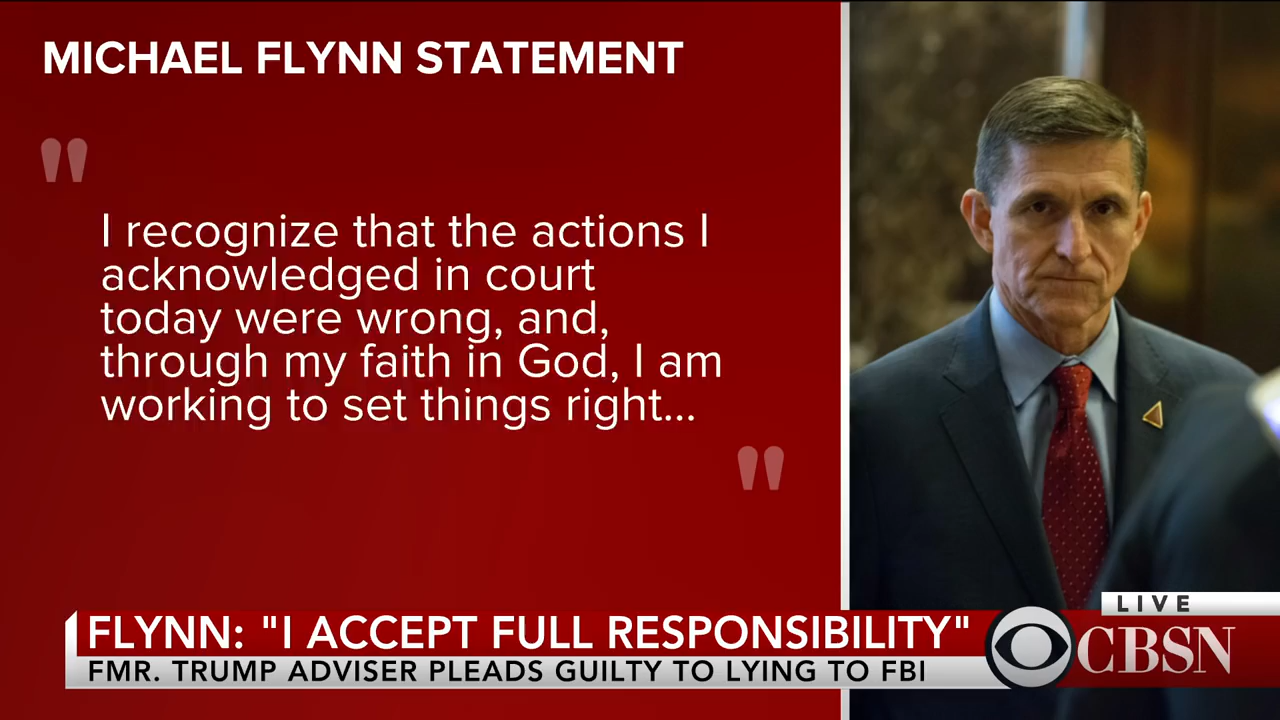 MICHAEL FLYNN STATEMENT
"
I recognize that the actions I
acknowledged in court
today were wrong, and,
through my faith in God, I am
working to set things right...
"
LIVE
FLYNN: "I ACCEPT FULL RESPONSIBILITY"
FMR. TRUMP ADVISER PLEADS GUILTY TO LYING TO FBI
CBSN